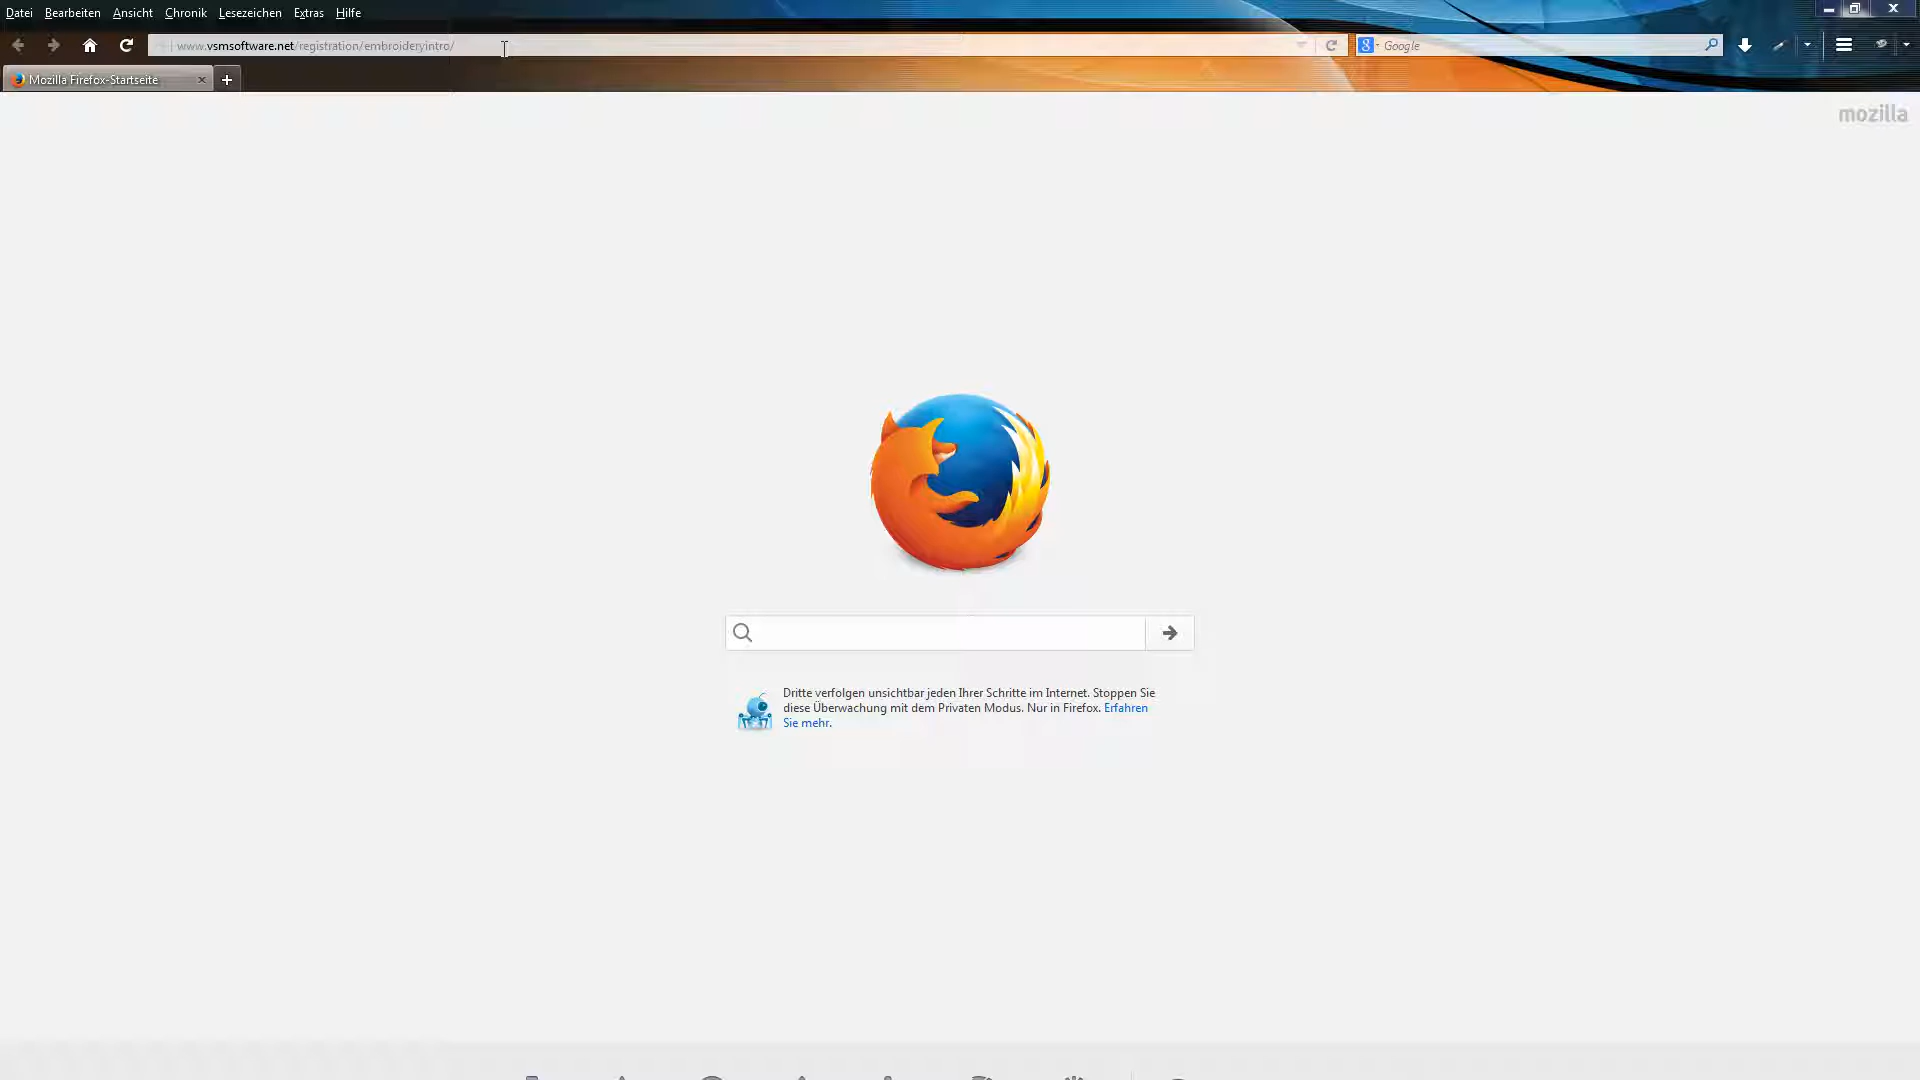 Datei Bearbeiten Ansicht Chronik Lesezeichen Extras Hilfe
www.vsmsoftware.net/registration/embroideryintro/
Google
Mozilla Firefox-Startseite
mozilla
Dritte verfolgen unsichtbar jeden Ihrer Schritte im Internet. Stoppen Sie
diese Überwachung mit dem Privaten Modus. Nur in Firefox. Erfahren
Sie mehr.